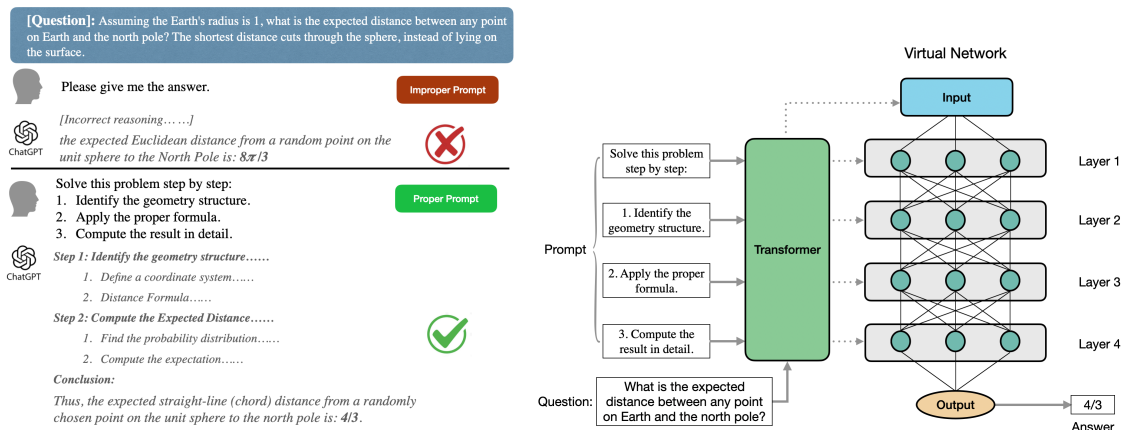 [Question]: Assuming the Earth's radius is 1, what is the expected distance between any point
on Earth and the north pole? The shortest distance cuts through the sphere, instead of lying on
the surface.
Please give me the answer.
Improper Prompt
[Incorrect reasoning… …]
the expected Euclidean distance from a random point on the
unit sphere to the North Pole is: 8π/3
ChatGPT
Solve this problem step by step:
1. Identify the geometry structure.
2. Apply the proper formula.
3. Compute the result in detail.
Proper Prompt
ChatGPT
Step 1: Identify the geometry structure……
1. Define a coordinate system……
2. Distance Formula……
Step 2: Compute the Expected Distance……
1. Find the probability distribution……
2. Compute the expectation……
Conclusion:
Thus, the expected straight-line (chord) distance from a randomly
chosen point on the unit sphere to the north pole is: 4/3.
Virtual Network
Input
Prompt
Solve this problem
step by step:
1. Identify the
geometry structure.
2. Apply the proper
formula.
3. Compute the
result in detail.
Transformer
Layer 1
Layer 2
Layer 3
Layer 4
Question:
What is the expected
distance between any point
on Earth and the north pole?
Output
4/3
Answer